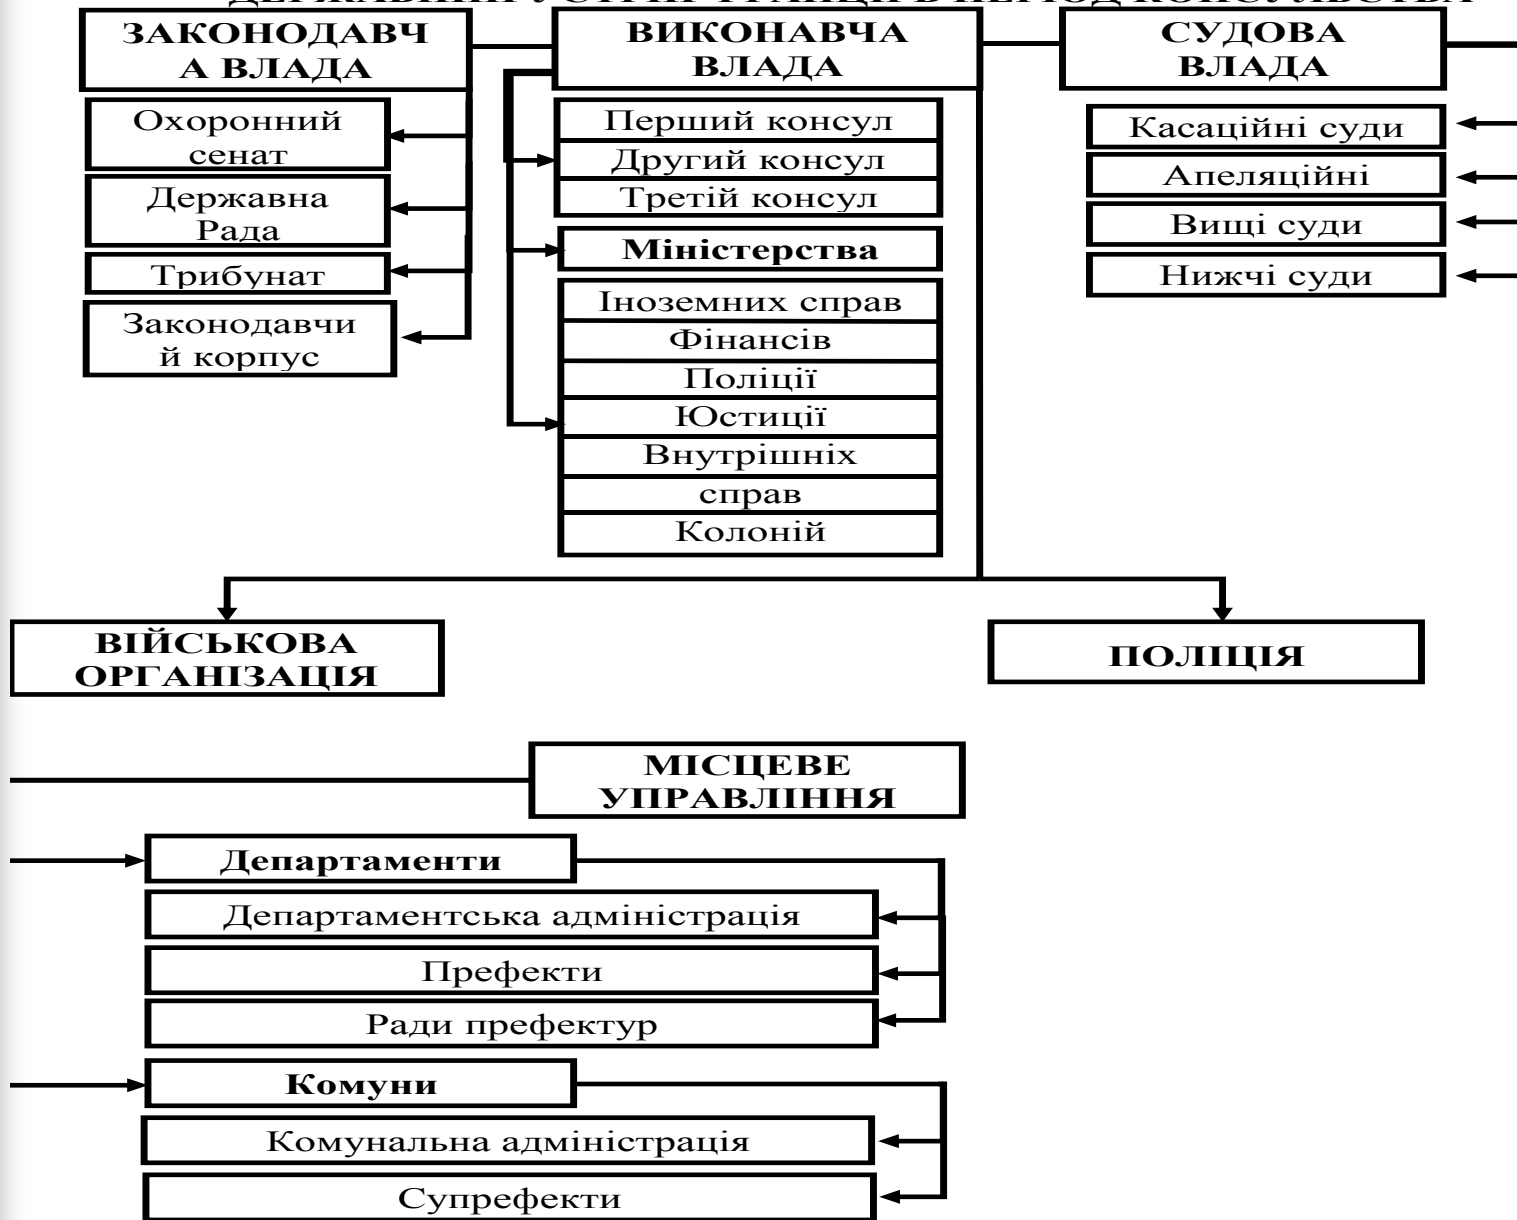 ЗАКОНОДАВЧ
А ВЛАДА
Охоронний
сенат
Державна
Рада
Трибунат
Законодавчи
й корпус
ВИКОНАВЧА
ВЛАДА
Перший консул
Другий консул
Третій консул
Міністерства
Іноземних справ
Фінансів
Поліції
Юстиції
Внутрішніх
справ
Колоній
СУДОВА
ВЛАДА
Касаційні суди
Апеляційні
Вищі суди
Нижчі суди
ВІЙСЬКОВА
ОРГАНІЗАЦІЯ
ПОЛІЦІЯ
МІСЦЕВЕ
УПРАВЛІННЯ
Департаменти
Департаментська адміністрація
Префекти
Ради префектур
Комуни
Комунальна адміністрація
Супрефекти